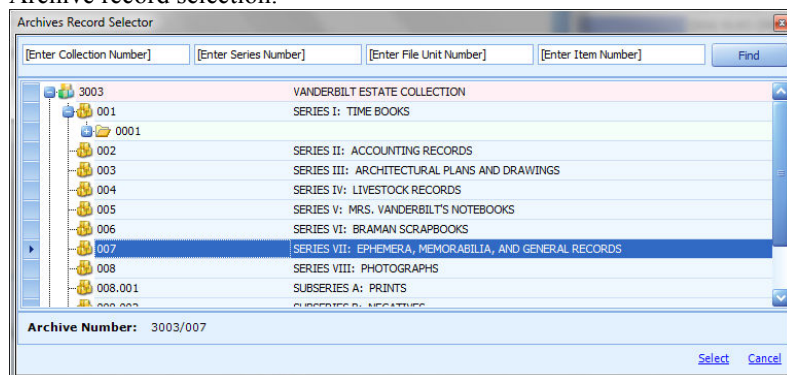 Archive record selection:
Archives Record Selector
[Enter Collection Number] [Enter Series Number] [Enter File Unit Number] [Enter Item Number] Find
3003 VANDERBILT ESTATE COLLECTION
001 SERIES I: TIME BOOKS
0001
002 SERIES II: ACCOUNTING RECORDS
003 SERIES III: ARCHITECTURAL PLANS AND DRAWINGS
004 SERIES IV: LIVESTOCK RECORDS
005 SERIES V: MRS. VANDERBILT'S NOTEBOOKS
006 SERIES VI: BRAMAN SCRAPBOOKS
007 SERIES VII: EPHEMERA, MEMORABILIA, AND GENERAL RECORDS
008 SERIES VIII: PHOTOGRAPHS
008.001 SUBSERIES A: PRINTS
008.002 SUBSERIES B: NEGATIVES
Archive Number: 3003/007
Select Cancel